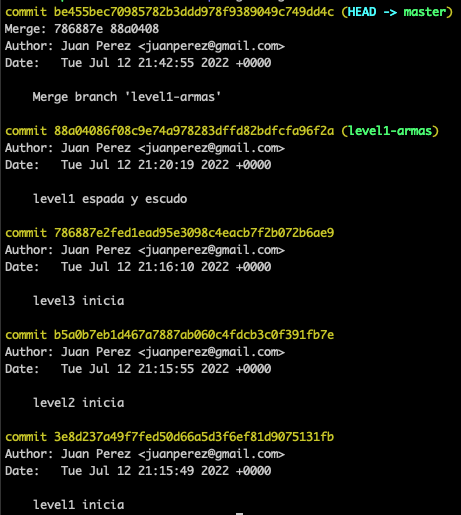 commit be455bec70985782b3ddd978f9389049c749dd4c (HEAD -> master)
Merge: 786887e 88a0408
Author: Juan Perez <juanperez@gmail.com>
Date:   Tue Jul 12 21:42:55 2022 +0000
Merge branch 'level1-armas'
commit 88a04086f08c9e74a978283dffd82bdfcfa96f2a (level1-armas)
Author: Juan Perez <juanperez@gmail.com>
Date:   Tue Jul 12 21:20:19 2022 +0000
level1 espada y escudo
commit 786887e2fed1ead95e3098c4eacb7f2b072b6ae9
Author: Juan Perez <juanperez@gmail.com>
Date:   Tue Jul 12 21:16:10 2022 +0000
level3 inicia
commit b5a0b7eb1d467a7887ab060c4fdcb3c0f391fb7e
Author: Juan Perez <juanperez@gmail.com>
Date:   Tue Jul 12 21:15:55 2022 +0000
level2 inicia
commit 3e8d237a49f7fed50d66a5d3f6ef81d9075131fb
Author: Juan Perez <juanperez@gmail.com>
Date:   Tue Jul 12 21:15:49 2022 +0000
level1 inicia